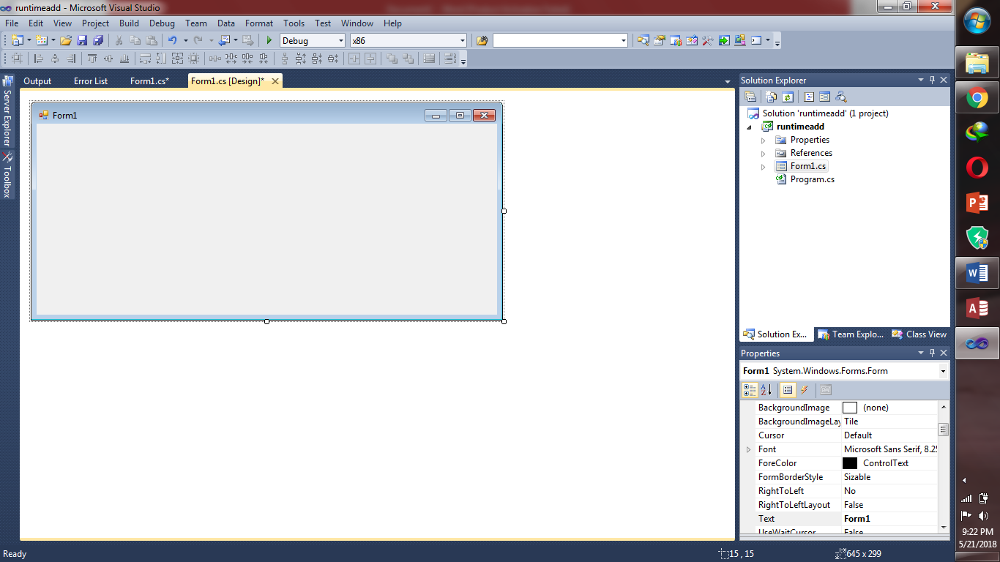 runtimeadd - Microsoft Visual Studio
File Edit View Project Build Debug Team Data Format Tools Test Window Help
Debug x86
Output Error List Form1.cs* Form1.cs [Design]*
Server Explorer
Toolbox
Form1
Solution Explorer
Solution 'runtimeadd' (1 project)
runtimeadd
Properties
References
Form1.cs
Program.cs
Solution Ex... Team Explo... Class View
Properties
Form1 System.Windows.Forms.Form
BackgroundImage (none)
BackgroundImageLay Tile
Cursor Default
Font Microsoft Sans Serif, 8.25
ForeColor ControlText
FormBorderStyle Sizable
RightToLeft No
RightToLeftLayout False
Text Form1
UseWaitCursor False
Ready 15 , 15 645 x 299
9:22 PM
5/21/2018